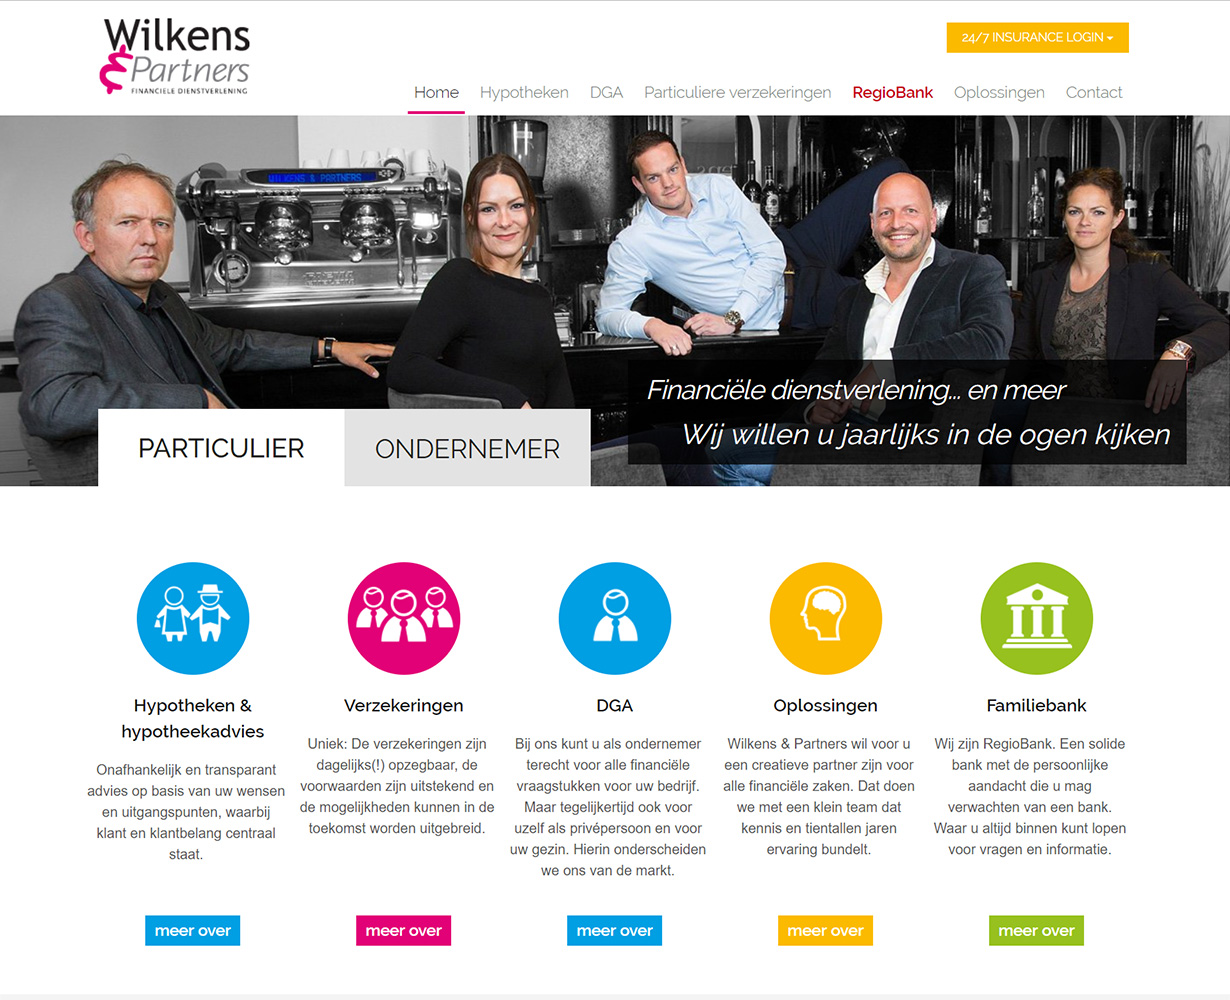 Wilkens
& Partners
FINANCIELE DIENSTVERLENING
24/7 INSURANCE LOGIN
Home Hypotheken DGA Particuliere verzekeringen RegioBank Oplossingen Contact
WILKENS & PARTNERS
Financiële dienstverlening... en meer
Wij willen u jaarlijks in de ogen kijken
PARTICULIER ONDERNEMER
Hypotheken &
hypotheekadvies
Onafhankelijk en transparant
advies op basis van uw wensen
en uitgangspunten, waarbij
klant en klantbelang centraal
staat.
meer over
Verzekeringen
Uniek: De verzekeringen zijn
dagelijks(!) opzegbaar, de
voorwaarden zijn uitstekend en
de mogelijkheden kunnen in de
toekomst worden uitgebreid.
meer over
DGA
Bij ons kunt u als ondernemer
terecht voor alle financiële
vraagstukken voor uw bedrijf.
Maar tegelijkertijd ook voor
uzelf als privépersoon en voor
uw gezin. Hierin onderscheiden
we ons van de markt.
meer over
Oplossingen
Wilkens & Partners wil voor u
een creatieve partner zijn voor
alle financiële zaken. Dat doen
we met een klein team dat
kennis en tientallen jaren
ervaring bundelt.
meer over
Familiebank
Wij zijn RegioBank. Een solide
bank met de persoonlijke
aandacht die u mag
verwachten van een bank.
Waar u altijd binnen kunt lopen
voor vragen en informatie.
meer over